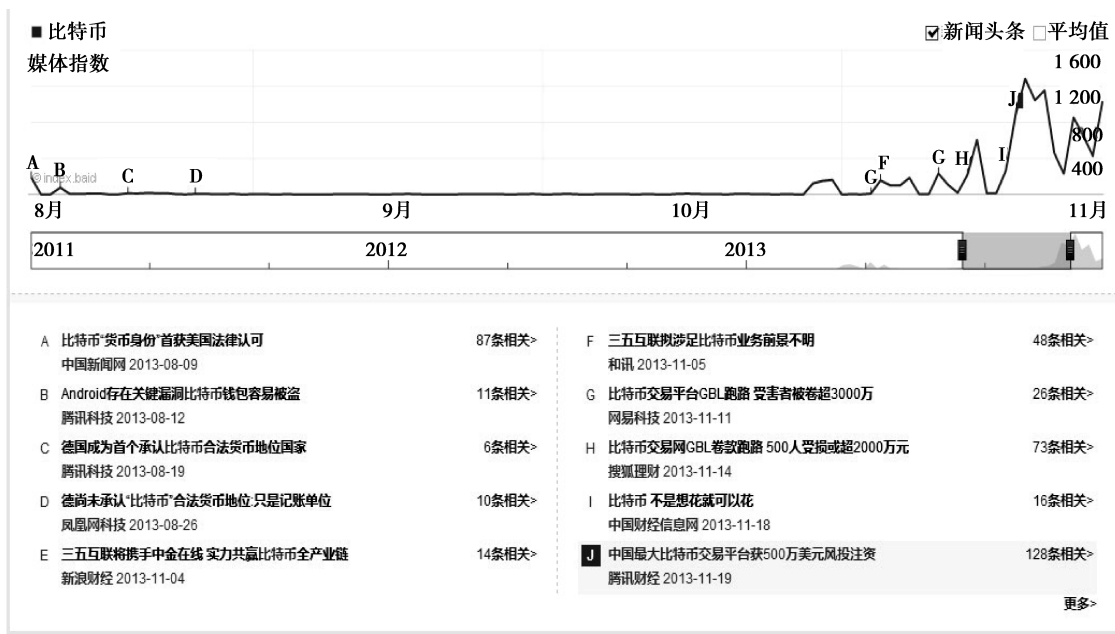 比特币
新闻头条 平均值
媒体指数
1 600
1 200
800
400
A B C D G F G H I J
©index.baid
8月 9月 10月 11月
2011 2012 2013
A 比特币“货币身份”首获美国法律认可 87条相关>
中国新闻网 2013-08-09
B Android存在关键漏洞比特币钱包容易被盗 11条相关>
腾讯科技 2013-08-12
C 德国成为首个承认比特币合法货币地位国家 6条相关>
腾讯科技 2013-08-19
D 德尚未承认“比特币”合法货币地位:只是记账单位 10条相关>
凤凰网科技 2013-08-26
E 三五互联将携手中金在线 实力共赢比特币全产业链 14条相关>
新浪财经 2013-11-04
F 三五互联拟涉足比特币业务前景不明 48条相关>
和讯 2013-11-05
G 比特币交易平台GBL跑路 受害者被卷超3000万 26条相关>
网易科技 2013-11-11
H 比特币交易网GBL卷款跑路 500人受损或超2000万元 73条相关>
搜狐理财 2013-11-14
I 比特币 不是想花就可以花 16条相关>
中国财经信息网 2013-11-18
J 中国最大比特币交易平台获500万美元风投注资 128条相关>
腾讯财经 2013-11-19
更多>